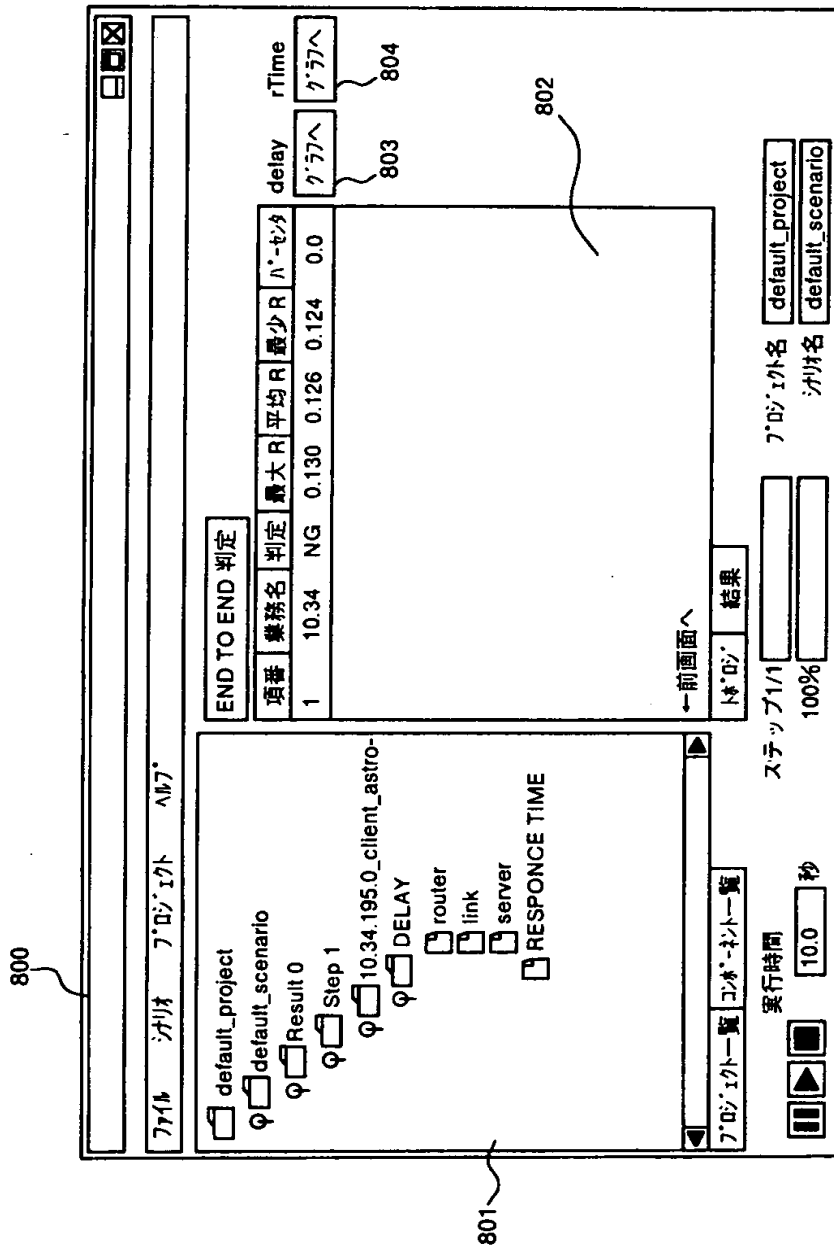 800
ファイル シナリオ プロジェクト ヘルプ
default_project
default_scenario
Result 0
Step 1
10.34.195.0_client_astro-
DELAY
router
link
server
RESPONCE TIME
801
プロジェクト一覧 コンポーネント一覧
END TO END 判定
項番 業務名 判定 最大 R 平均 R 最少 R パーセンタ
1 10.34 NG 0.130 0.126 0.124 0.0
delay rTime
グラフへ グラフへ
803 804
802
←前画面へ
トポロジ 結果
実行時間
10.0 秒
ステップ1/1
100%
プロジェクト名 default_project
シナリオ名 default_scenario